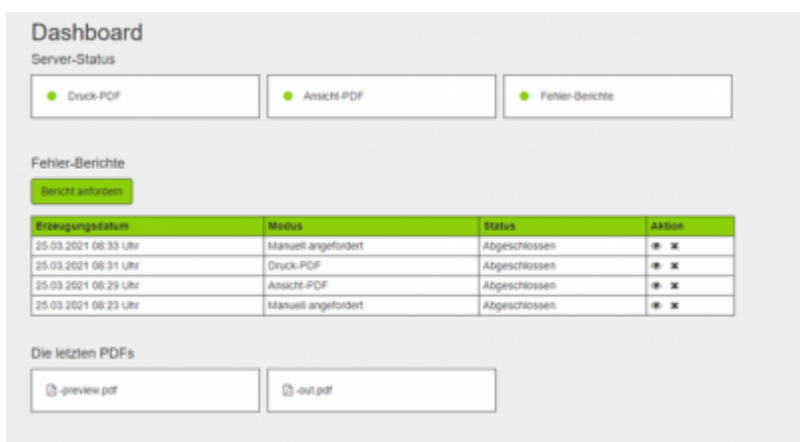 Dashboard
Server-Status
Druck-PDF Ansicht-PDF Fehler-Berichte
Fehler-Berichte
Bericht anfordern
Erzeugungsdatum Modus Status Aktion
25.03.2021 08:33 Uhr Manuell angefordert Abgeschlossen
25.03.2021 08:31 Uhr Druck-PDF Abgeschlossen
25.03.2021 08:29 Uhr Ansicht-PDF Abgeschlossen
25.03.2021 08:23 Uhr Manuell angefordert Abgeschlossen
Die letzten PDFs
-preview.pdf -out.pdf